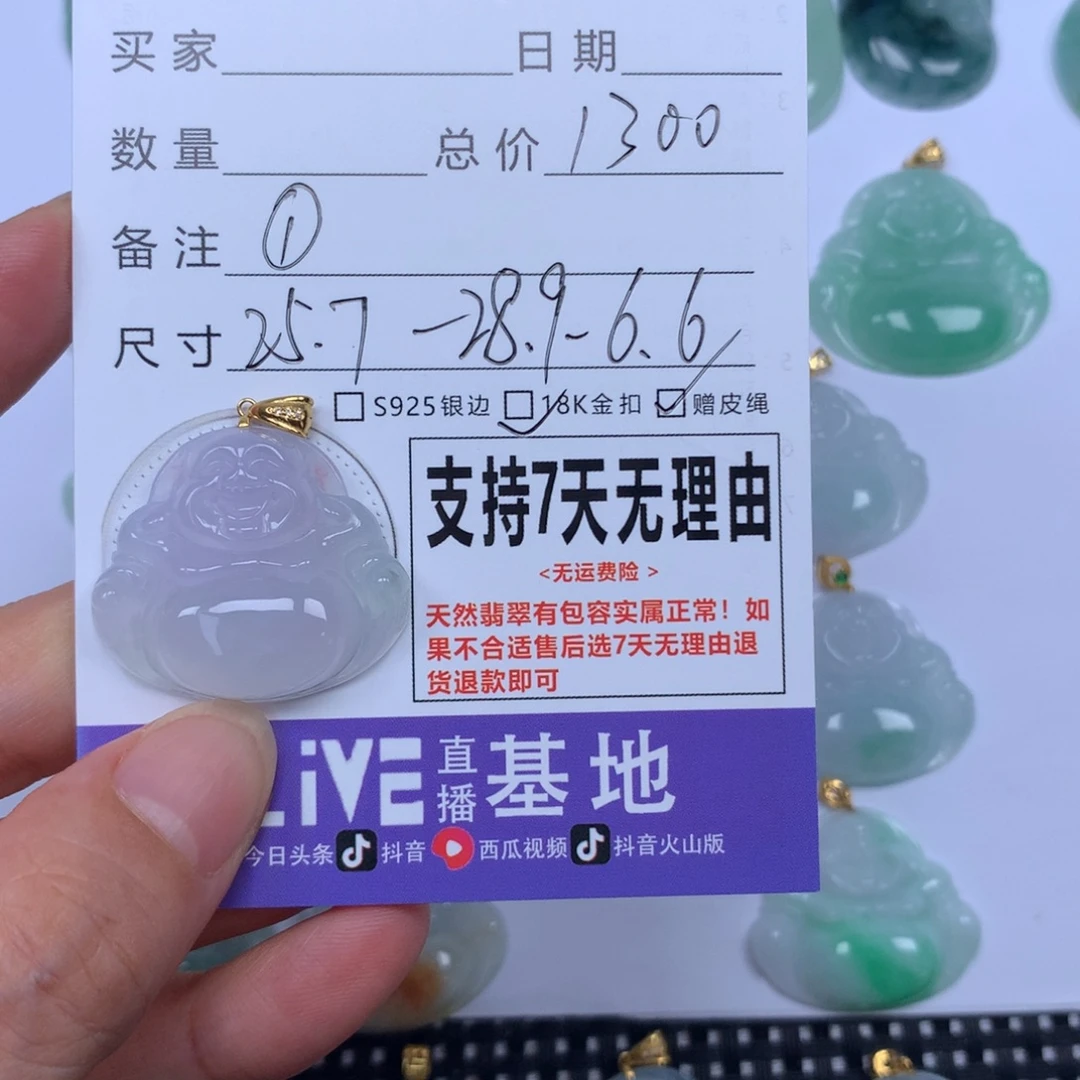 买家 日期
数量 总价 1300
备注 ①
尺寸 25.7-28.9-6.6
S925银边 18K金扣 赠皮绳
支持7天无理由
<无运费险>
天然翡翠有包容实属正常！如
果不合适售后选7天无理由退
货退款即可
LiVE 直播 基地
今日头条 抖音 西瓜视频 抖音火山版